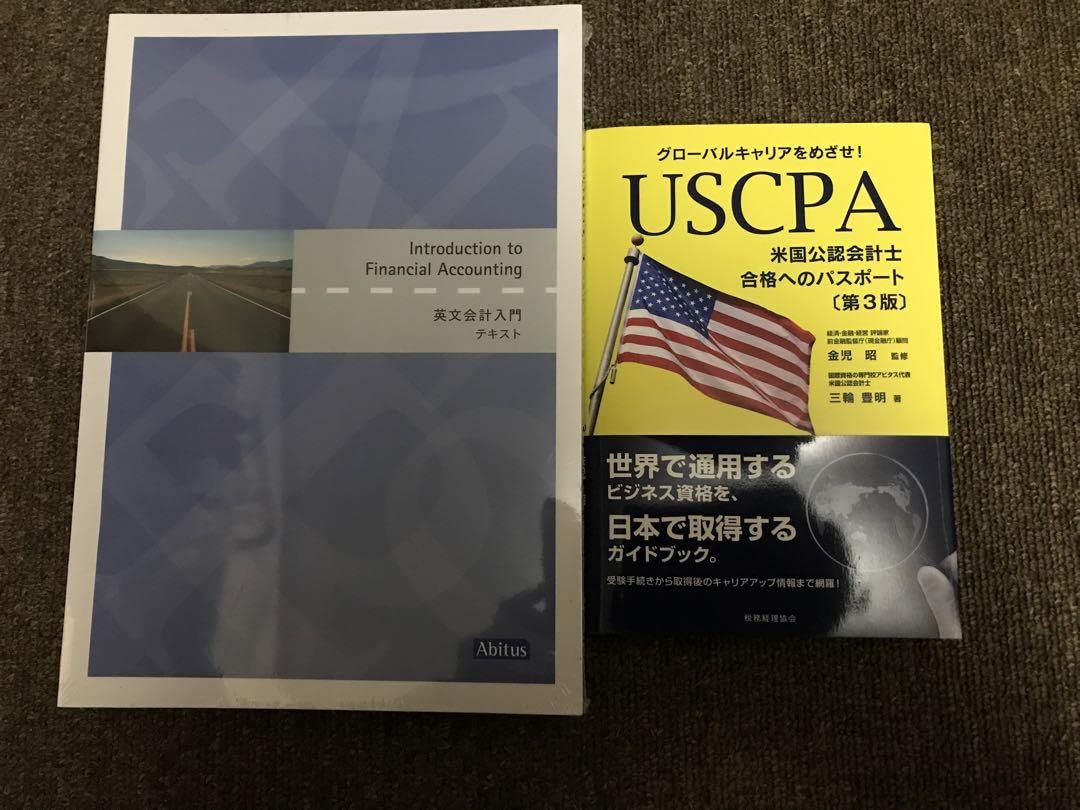 Introduction to
Financial Accounting
英文会計入門
テキスト
Abitus
グローバルキャリアをめざせ!
USCPA
米国公認会計士
合格へのパスポート
〔第3版〕
経済・金融・経営 評論家
前金融監督庁(現金融庁)顧問
金児 昭 監修
国際資格の専門校アビタス代表
米国公認会計士
三輪 豊明 著
世界で通用する
ビジネス資格を、
日本で取得する
ガイドブック。
受験手続きから取得後のキャリアアップ情報まで網羅!
税務経理協会